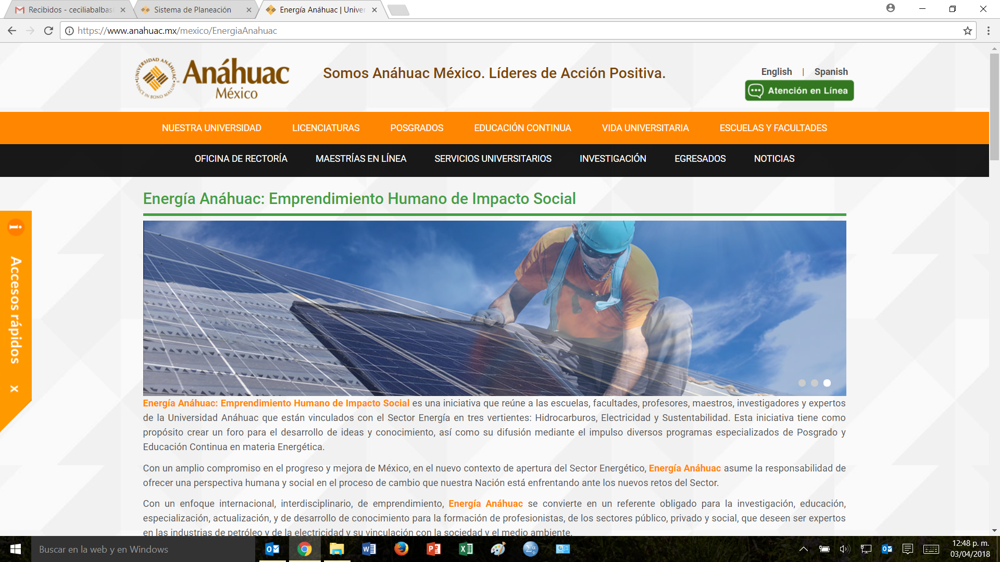 Recibidos - ceciliabalbas
Sistema de Planeación
Energía Anáhuac | Univer
https://www.anahuac.mx/mexico/EnergiaAnahuac
UNIVERSIDAD ANÁHUAC
VINCE IN BONO MALUM
Anáhuac
México
Somos Anáhuac México. Líderes de Acción Positiva.
English | Spanish
Atención en Línea
NUESTRA UNIVERSIDAD LICENCIATURAS POSGRADOS EDUCACIÓN CONTINUA VIDA UNIVERSITARIA ESCUELAS Y FACULTADES
OFICINA DE RECTORÍA MAESTRÍAS EN LÍNEA SERVICIOS UNIVERSITARIOS INVESTIGACIÓN EGRESADOS NOTICIAS
Energía Anáhuac: Emprendimiento Humano de Impacto Social
i Accesos rápidos x
Energía Anáhuac: Emprendimiento Humano de Impacto Social es una iniciativa que reúne a las escuelas, facultades, profesores, maestros, investigadores y expertos
de la Universidad Anáhuac que están vinculados con el Sector Energía en tres vertientes: Hidrocarburos, Electricidad y Sustentabilidad. Esta iniciativa tiene como
propósito crear un foro para el desarrollo de ideas y conocimiento, así como su difusión mediante el impulso diversos programas especializados de Posgrado y
Educación Continua en materia Energética.
Con un amplio compromiso en el progreso y mejora de México, en el nuevo contexto de apertura del Sector Energético, Energía Anáhuac asume la responsabilidad de
ofrecer una perspectiva humana y social en el proceso de cambio que nuestra Nación está enfrentando ante los nuevos retos del Sector.
Con un enfoque internacional, interdisciplinario, de emprendimiento, Energía Anáhuac se convierte en un referente obligado para la investigación, educación,
especialización, actualización, y de desarrollo de conocimiento para la formación de profesionistas, de los sectores público, privado y social, que deseen ser expertos
en las industrias de petróleo y de la electricidad y su vinculación con la sociedad y el medio ambiente.
Buscar en la web y en Windows
12:48 p. m.
03/04/2018